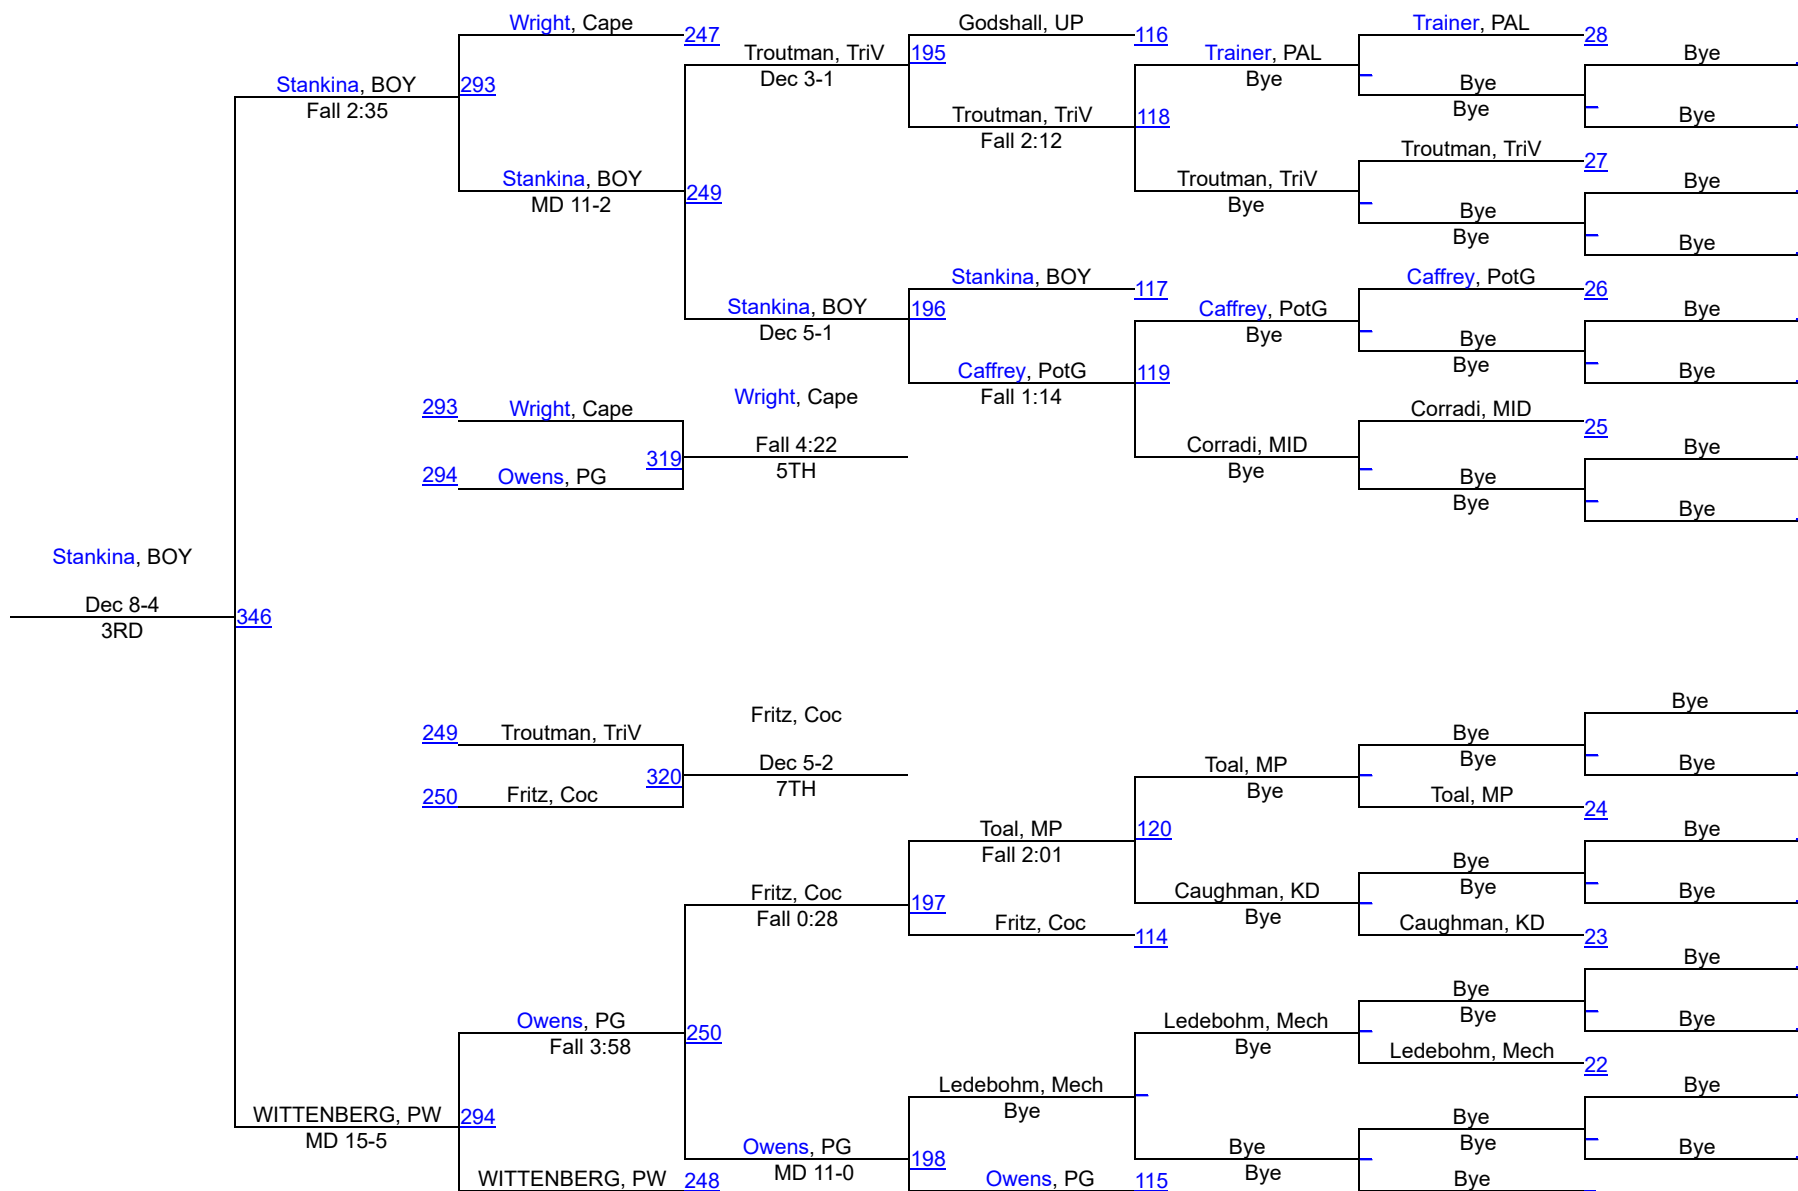 Wright, Cape
247
Godshall, UP
116
Trainer, PAL
28
Troutman, TriV
195
Trainer, PAL
Bye
Dec 3-1
Bye
Stankina, BOY
293
Bye
Fall 2:35
Bye
Troutman, TriV
118
Bye
Fall 2:12
Troutman, TriV
27
Stankina, BOY
249
Troutman, TriV
Bye
MD 11-2
Bye
Bye
Bye
Bye
Stankina, BOY
117
Caffrey, PotG
26
Stankina, BOY
196
Caffrey, PotG
Bye
Dec 5-1
Bye
Bye
Bye
Caffrey, PotG
119
Bye
Fall 1:14
293
Wright, Cape
Wright, Cape
Corradi, MID
25
319
Fall 4:22
Corradi, MID
Bye
5TH
Bye
294
Owens, PG
Bye
Bye
Bye
Stankina, BOY
Dec 8-4
346
3RD
Bye
249
Troutman, TriV
Fritz, Coc
Bye
Bye
320
Dec 5-2
Toal, MP
Bye
7TH
Bye
250
Fritz, Coc
Toal, MP
24
Toal, MP
120
Bye
Fall 2:01
Bye
Bye
Fritz, Coc
197
Caughman, KD
Bye
Fall 0:28
Bye
Fritz, Coc
114
Caughman, KD
23
Bye
Bye
Bye
Owens, PG
250
Ledebohm, Mech
Bye
Fall 3:58
Bye
Ledebohm, Mech
22
Ledebohm, Mech
Bye
Bye
WITTENBERG, PW
294
Bye
MD 15-5
Bye
Owens, PG
198
Bye
Bye
MD 11-0
Bye
WITTENBERG, PW
248
Owens, PG
115
Bye